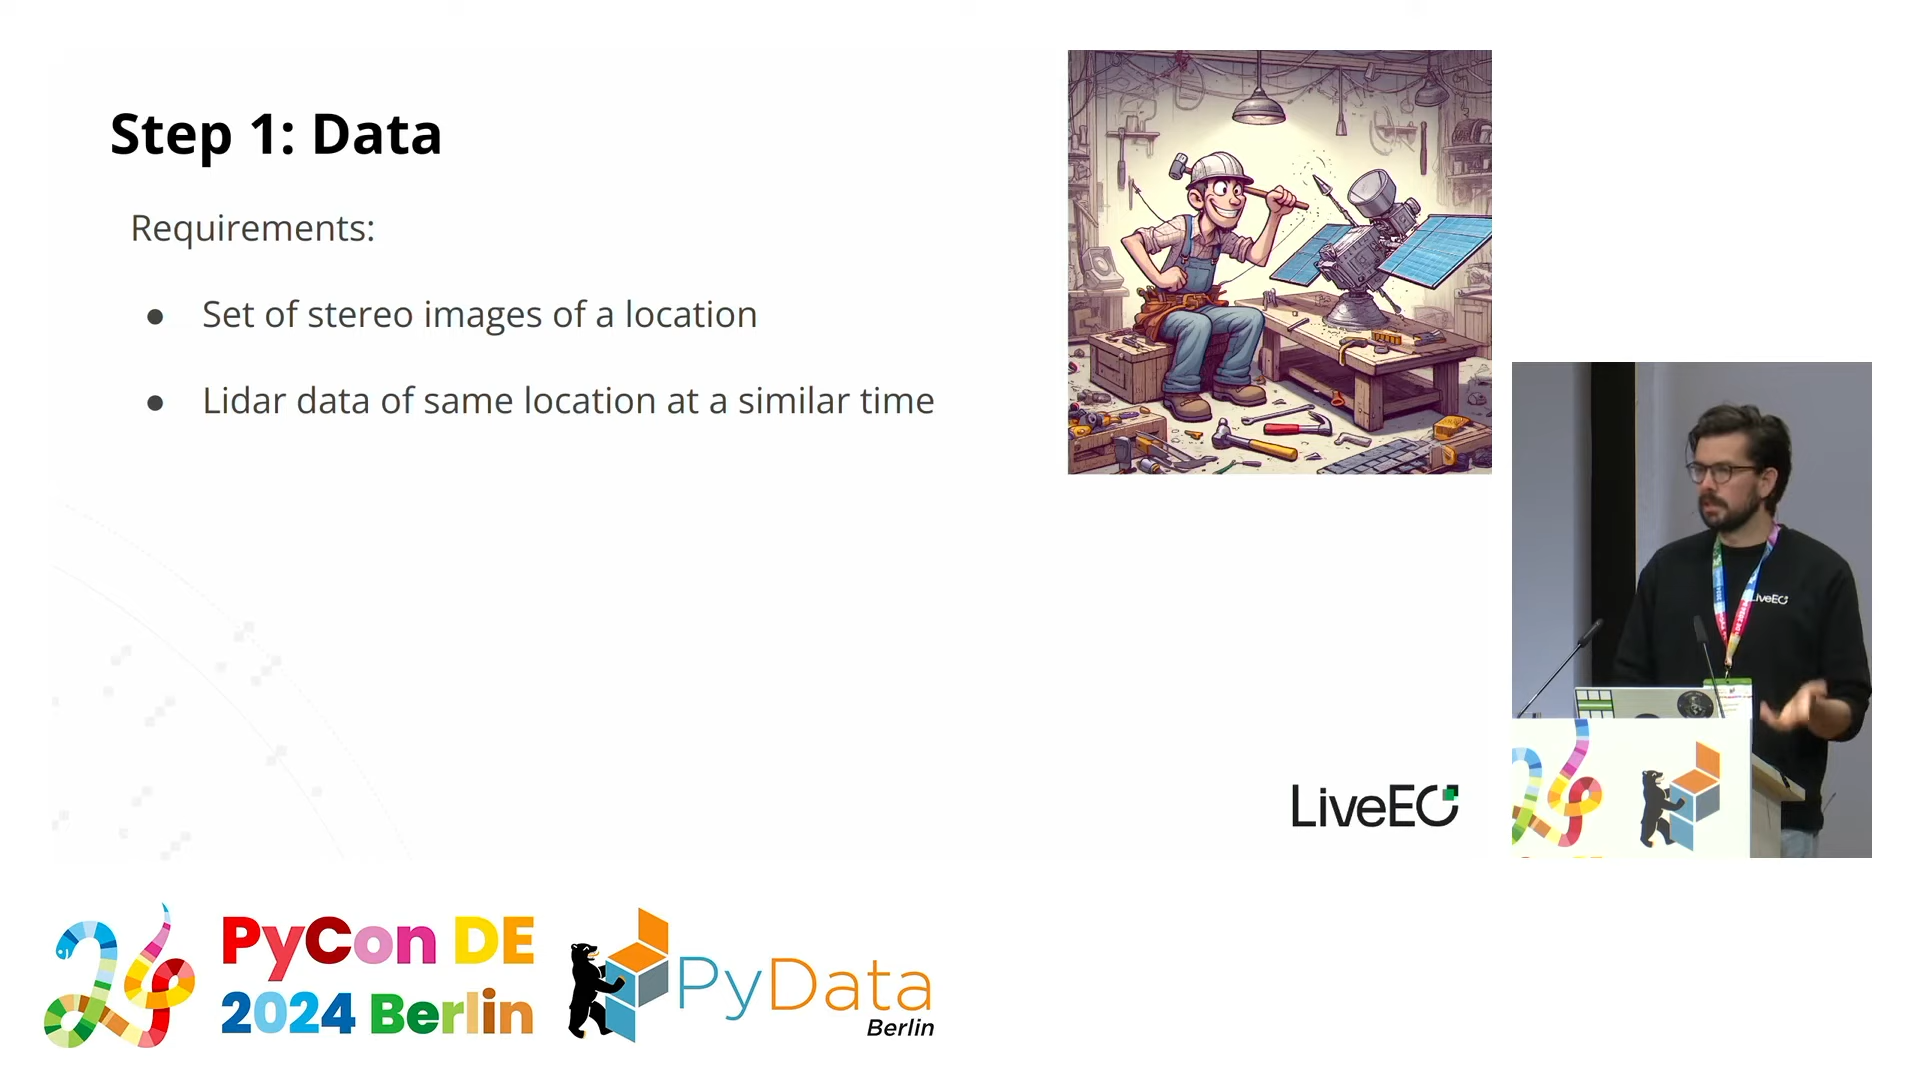 Step 1: Data
Requirements:
● Set of stereo images of a location
● Lidar data of same location at a similar time
LiveEO
LiveEO
PyCon DE
2024 Berlin
PyData
Berlin